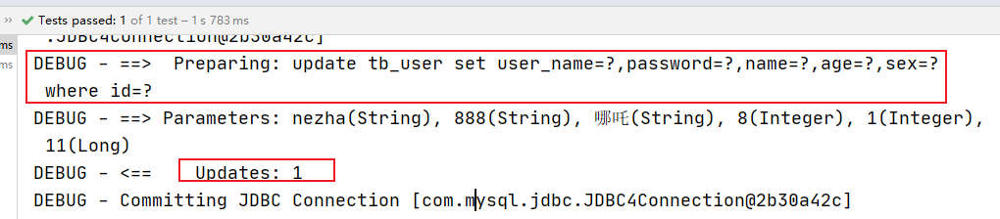 ›› ✔ Tests passed: 1 of 1 test – 1 s 783 ms
ms
ms
.JDBC4Connection@2b30a42c]
DEBUG - ==>  Preparing: update tb_user set user_name=?,password=?,name=?,age=?,sex=?
where id=?
DEBUG - ==> Parameters: nezha(String), 888(String), 哪吒(String), 8(Integer), 1(Integer),
11(Long)
DEBUG - <==    Updates: 1
DEBUG - Committing JDBC Connection [com.mysql.jdbc.JDBC4Connection@2b30a42c]